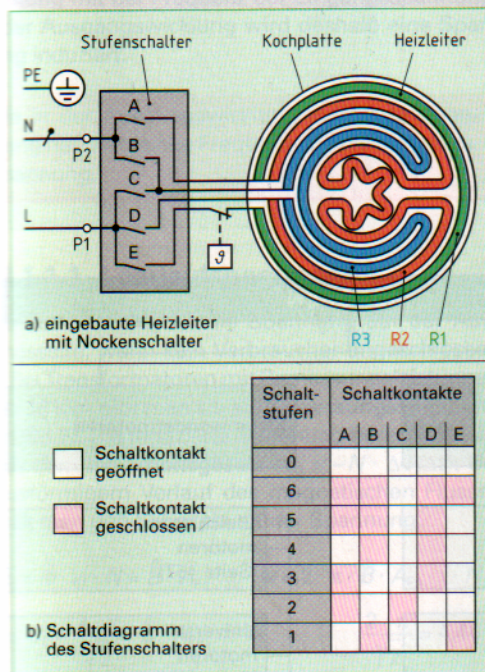 Stufenschalter
Kochplatte
Heizleiter
PE
N
P2
L
P1
A
B
C
D
E
ϑ
a) eingebaute Heizleiter
mit Nockenschalter
R3 R2 R1
Schalt-
stufen
Schaltkontakte
A B C D E
0
6
5
4
3
2
1
Schaltkontakt
geöffnet
Schaltkontakt
geschlossen
b) Schaltdiagramm
des Stufenschalters